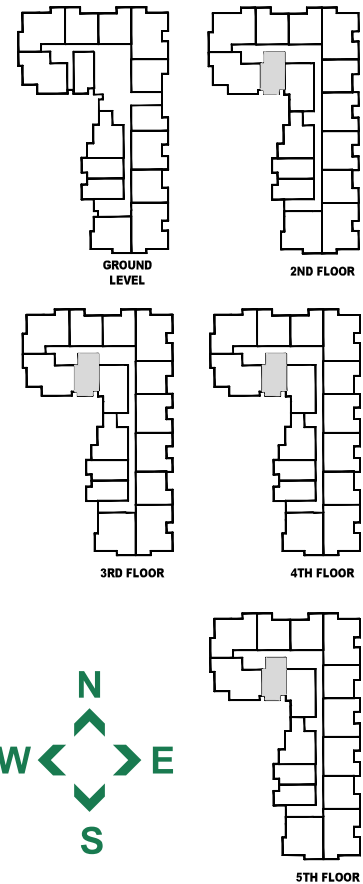 GROUND
LEVEL
2ND FLOOR
3RD FLOOR
4TH FLOOR
N
W E
S
5TH FLOOR